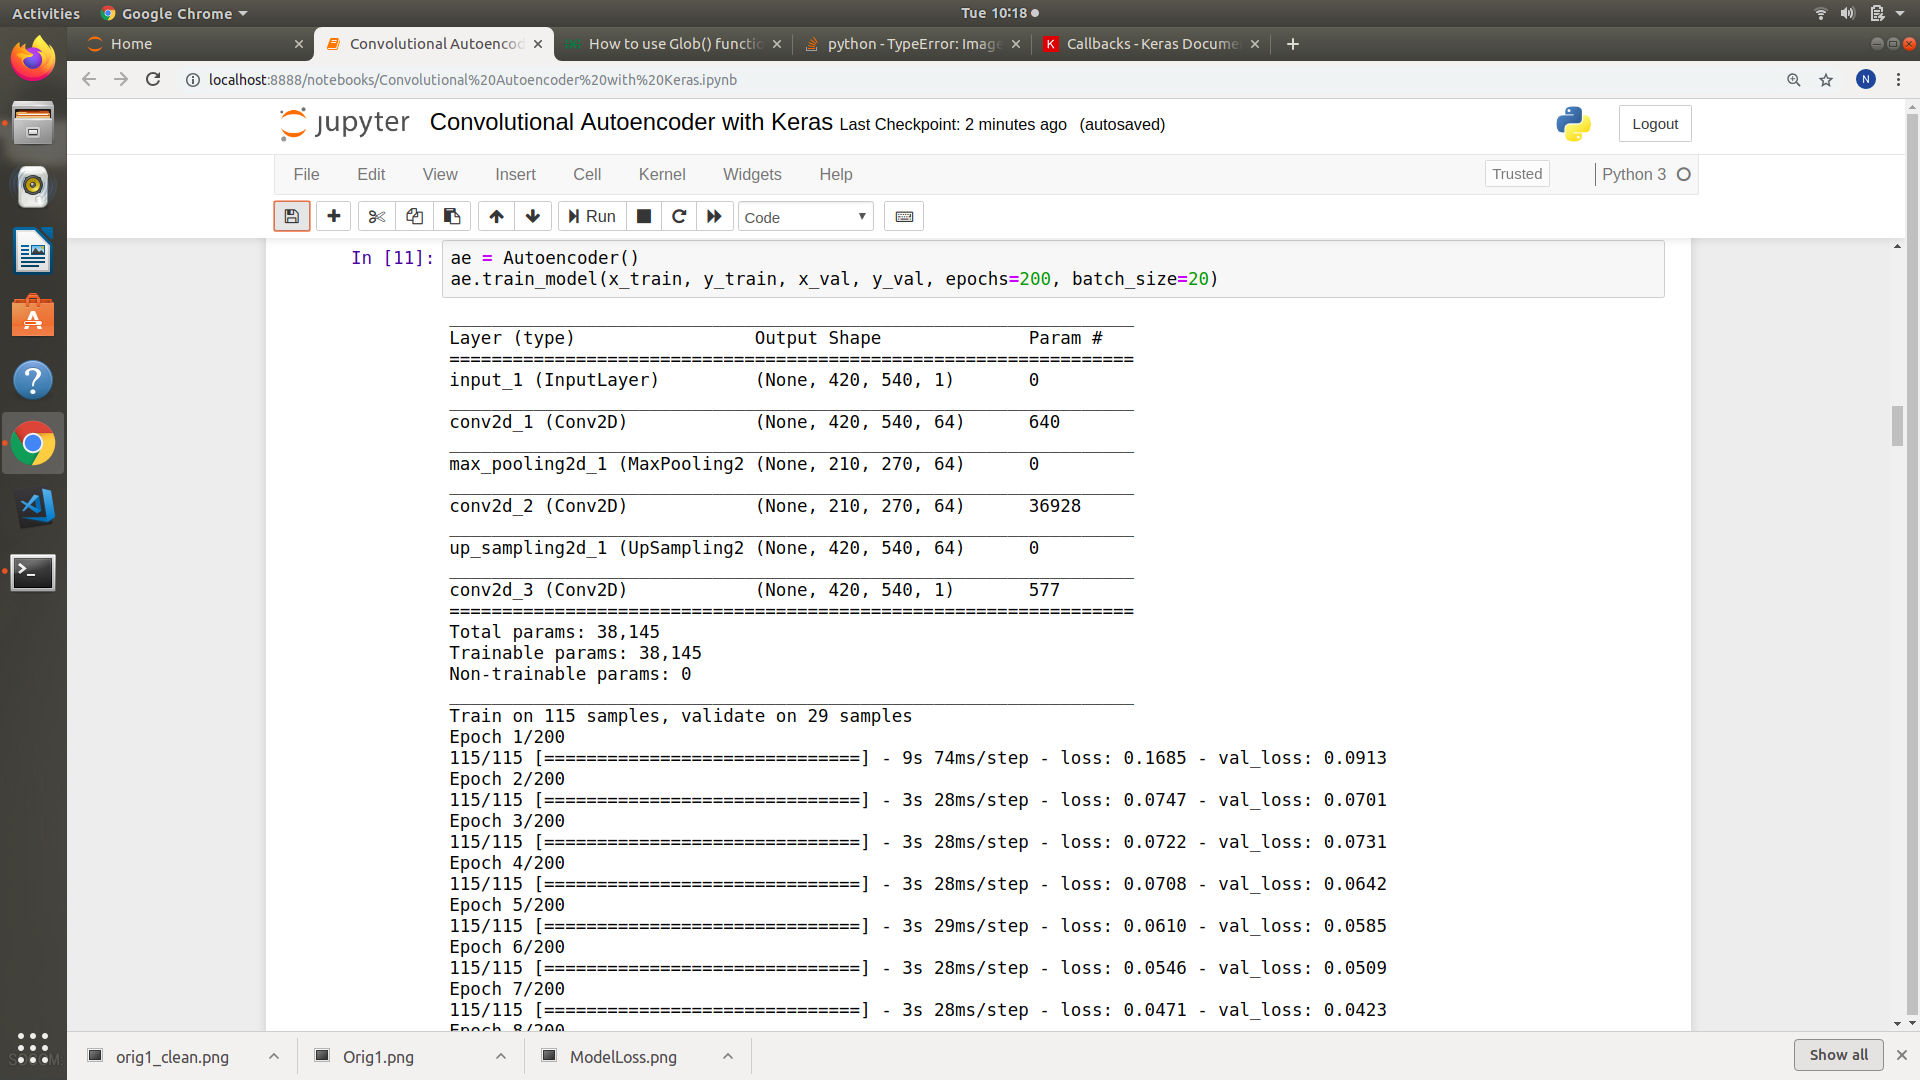 Activities
Google Chrome
Tue 10:18
Home
Convolutional Autoencod
How to use Glob() functio
python - TypeError: Image
Callbacks - Keras Docume
localhost:8888/notebooks/Convolutional%20Autoencoder%20with%20Keras.ipynb
N
jupyter
Convolutional Autoencoder with Keras Last Checkpoint: 2 minutes ago (autosaved)
Logout
File Edit View Insert Cell Kernel Widgets Help
Trusted
Python 3
Run
Code
In [11]:
ae = Autoencoder()
ae.train_model(x_train, y_train, x_val, y_val, epochs=200, batch_size=20)
_________________________________________________________________
Layer (type)                 Output Shape              Param #
=================================================================
input_1 (InputLayer)         (None, 420, 540, 1)       0
_________________________________________________________________
conv2d_1 (Conv2D)            (None, 420, 540, 64)      640
_________________________________________________________________
max_pooling2d_1 (MaxPooling2 (None, 210, 270, 64)      0
_________________________________________________________________
conv2d_2 (Conv2D)            (None, 210, 270, 64)      36928
_________________________________________________________________
up_sampling2d_1 (UpSampling2 (None, 420, 540, 64)      0
_________________________________________________________________
conv2d_3 (Conv2D)            (None, 420, 540, 1)       577
=================================================================
Total params: 38,145
Trainable params: 38,145
Non-trainable params: 0
_________________________________________________________________
Train on 115 samples, validate on 29 samples
Epoch 1/200
115/115 [==============================] - 9s 74ms/step - loss: 0.1685 - val_loss: 0.0913
Epoch 2/200
115/115 [==============================] - 3s 28ms/step - loss: 0.0747 - val_loss: 0.0701
Epoch 3/200
115/115 [==============================] - 3s 28ms/step - loss: 0.0722 - val_loss: 0.0731
Epoch 4/200
115/115 [==============================] - 3s 28ms/step - loss: 0.0708 - val_loss: 0.0642
Epoch 5/200
115/115 [==============================] - 3s 29ms/step - loss: 0.0610 - val_loss: 0.0585
Epoch 6/200
115/115 [==============================] - 3s 28ms/step - loss: 0.0546 - val_loss: 0.0509
Epoch 7/200
115/115 [==============================] - 3s 28ms/step - loss: 0.0471 - val_loss: 0.0423
Epoch 8/200
orig1_clean.png
Orig1.png
ModelLoss.png
Show all